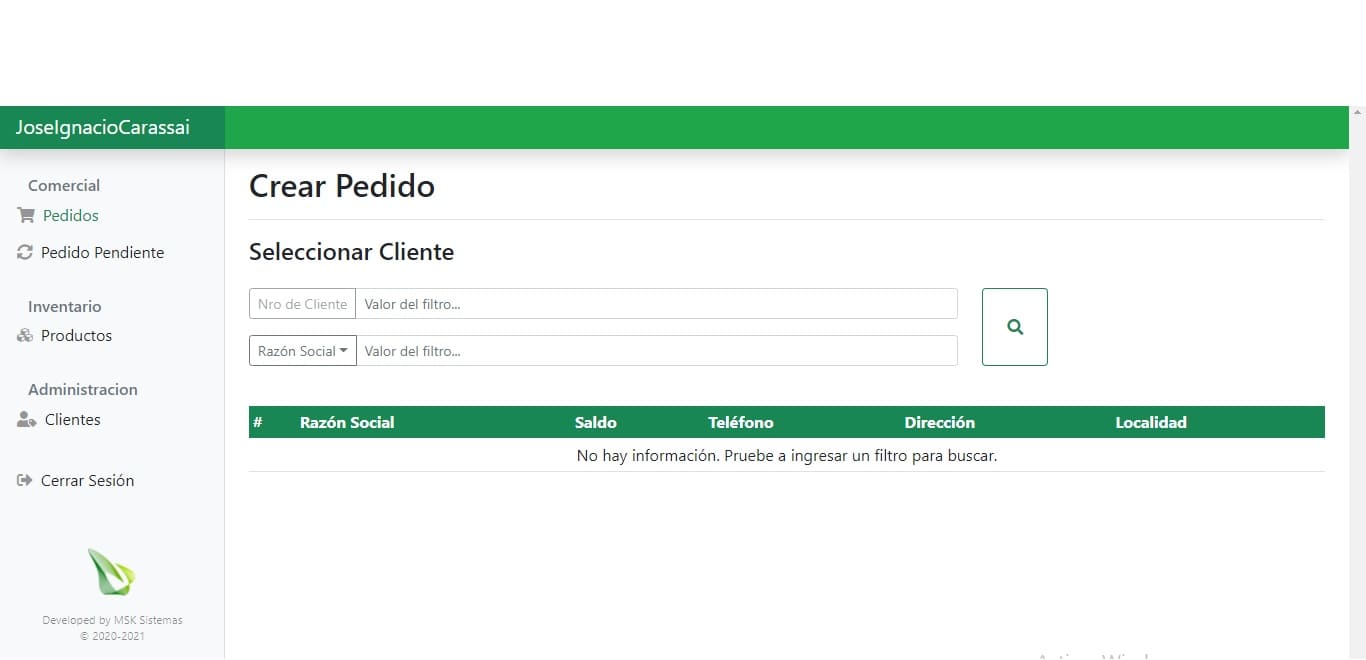 JoseIgnacioCarassai
Comercial
Pedidos
Pedido Pendiente
Inventario
Productos
Administracion
Clientes
Cerrar Sesión
Developed by MSK Sistemas
© 2020-2021
Crear Pedido
Seleccionar Cliente
Nro de Cliente Valor del filtro...
Razón Social Valor del filtro...
# Razón Social Saldo Teléfono Dirección Localidad
No hay información. Pruebe a ingresar un filtro para buscar.